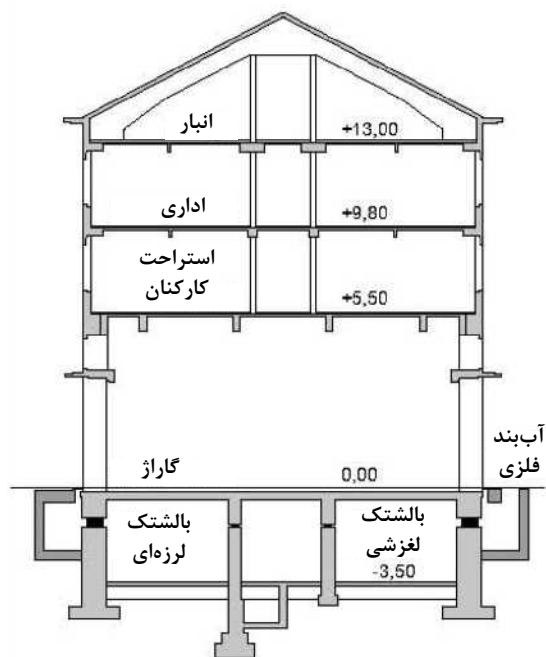 انبار
+13,00
اداری
+9,80
استراحت
کارکنان
+5,50
آب‌بند
فلزی
گاراژ
0,00
بالشتک
لرزه‌ای
بالشتک
لغزشی
-3,50